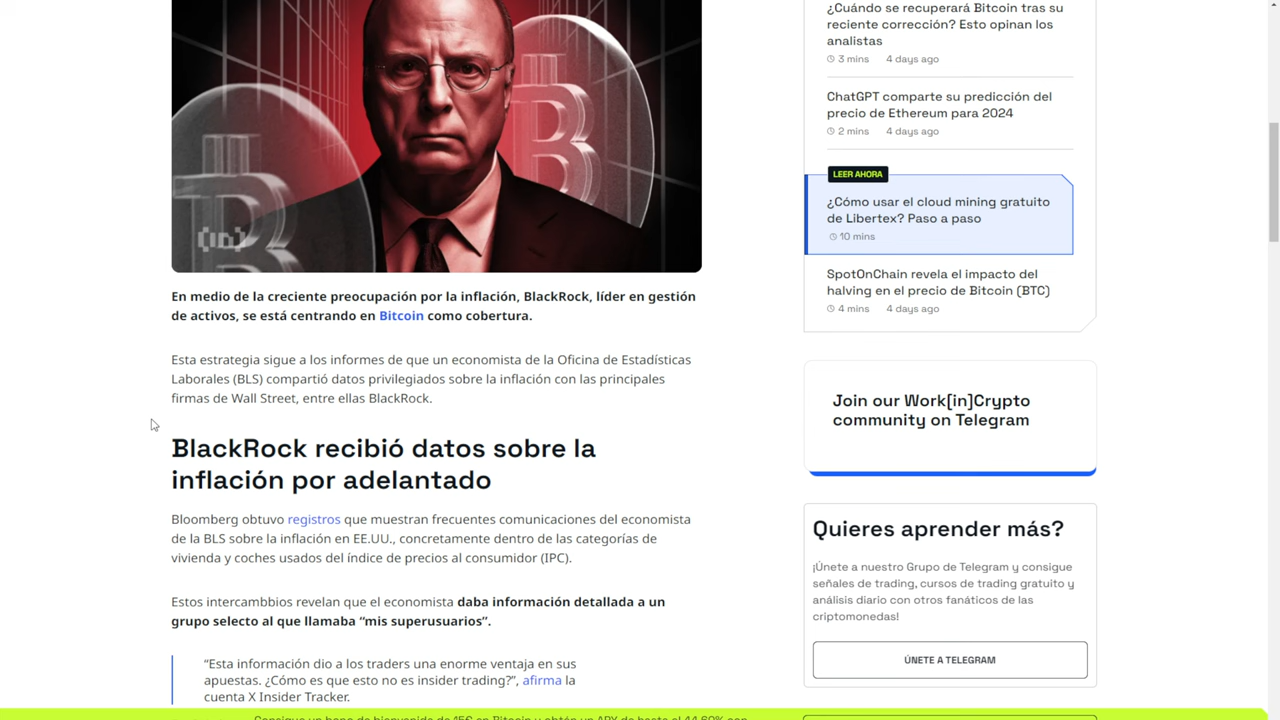 [in]
En medio de la creciente preocupación por la inflación, BlackRock, líder en gestión
de activos, se está centrando en Bitcoin como cobertura.
Esta estrategia sigue a los informes de que un economista de la Oficina de Estadísticas
Laborales (BLS) compartió datos privilegiados sobre la inflación con las principales
firmas de Wall Street, entre ellas BlackRock.
BlackRock recibió datos sobre la
inflación por adelantado
Bloomberg obtuvo registros que muestran frecuentes comunicaciones del economista
de la BLS sobre la inflación en EE.UU., concretamente dentro de las categorías de
vivienda y coches usados del índice de precios al consumidor (IPC).
Estos intercambbios revelan que el economista daba información detallada a un
grupo selecto al que llamaba “mis superusuarios”.
“Esta información dio a los traders una enorme ventaja en sus
apuestas. ¿Cómo es que esto no es insider trading?”, afirma la
cuenta X Insider Tracker.
¿Cuándo se recuperará Bitcoin tras su
reciente corrección? Esto opinan los
analistas
3 mins 4 days ago
ChatGPT comparte su predicción del
precio de Ethereum para 2024
2 mins 4 days ago
LEER AHORA
¿Cómo usar el cloud mining gratuito
de Libertex? Paso a paso
10 mins
SpotOnChain revela el impacto del
halving en el precio de Bitcoin (BTC)
4 mins 4 days ago
Join our Work[in]Crypto
community on Telegram
Quieres aprender más?
¡Únete a nuestro Grupo de Telegram y consigue
señales de trading, cursos de trading gratuito y
análisis diario con otros fanáticos de las
criptomonedas!
ÚNETE A TELEGRAM